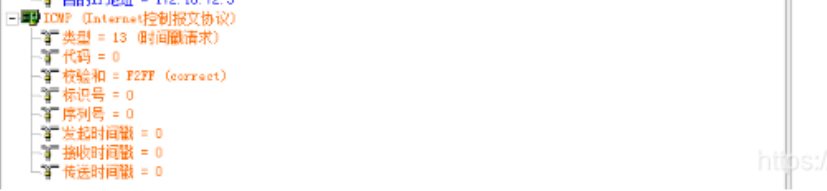 ICMP (Internet控制报文协议)
类型 = 13 (时间戳请求)
代码 = 0
校验和 = F2FF (correct)
标识号 = 0
序列号 = 0
发起时间戳 = 0
接收时间戳 = 0
传送时间戳 = 0
https:/